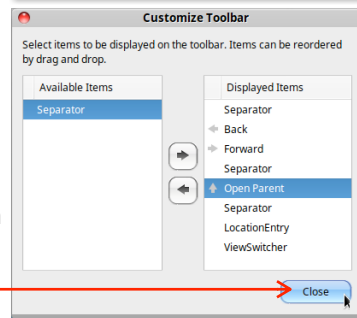 Customize Toolbar
Select items to be displayed on the toolbar. Items can be reordered
by drag and drop.
Available Items
Separator
Displayed Items
Separator
Back
Forward
Separator
Open Parent
Separator
LocationEntry
ViewSwitcher
Close